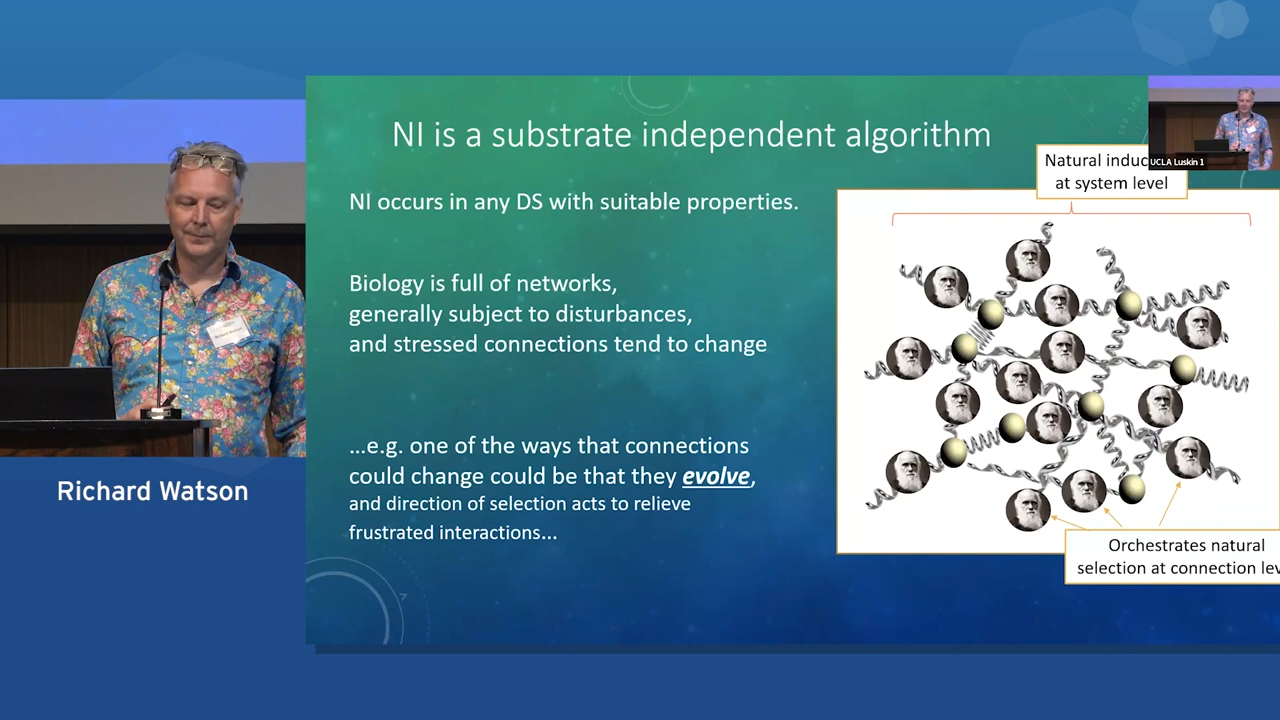 NI is a substrate independent algorithm
Natural induc
at system level
UCLA Luskin 1
NI occurs in any DS with suitable properties.
Biology is full of networks,
generally subject to disturbances,
and stressed connections tend to change
...e.g. one of the ways that connections
could change could be that they evolve,
and direction of selection acts to relieve
frustrated interactions...
Orchestrates natural
selection at connection lev
Richard Watson
Richard Watson